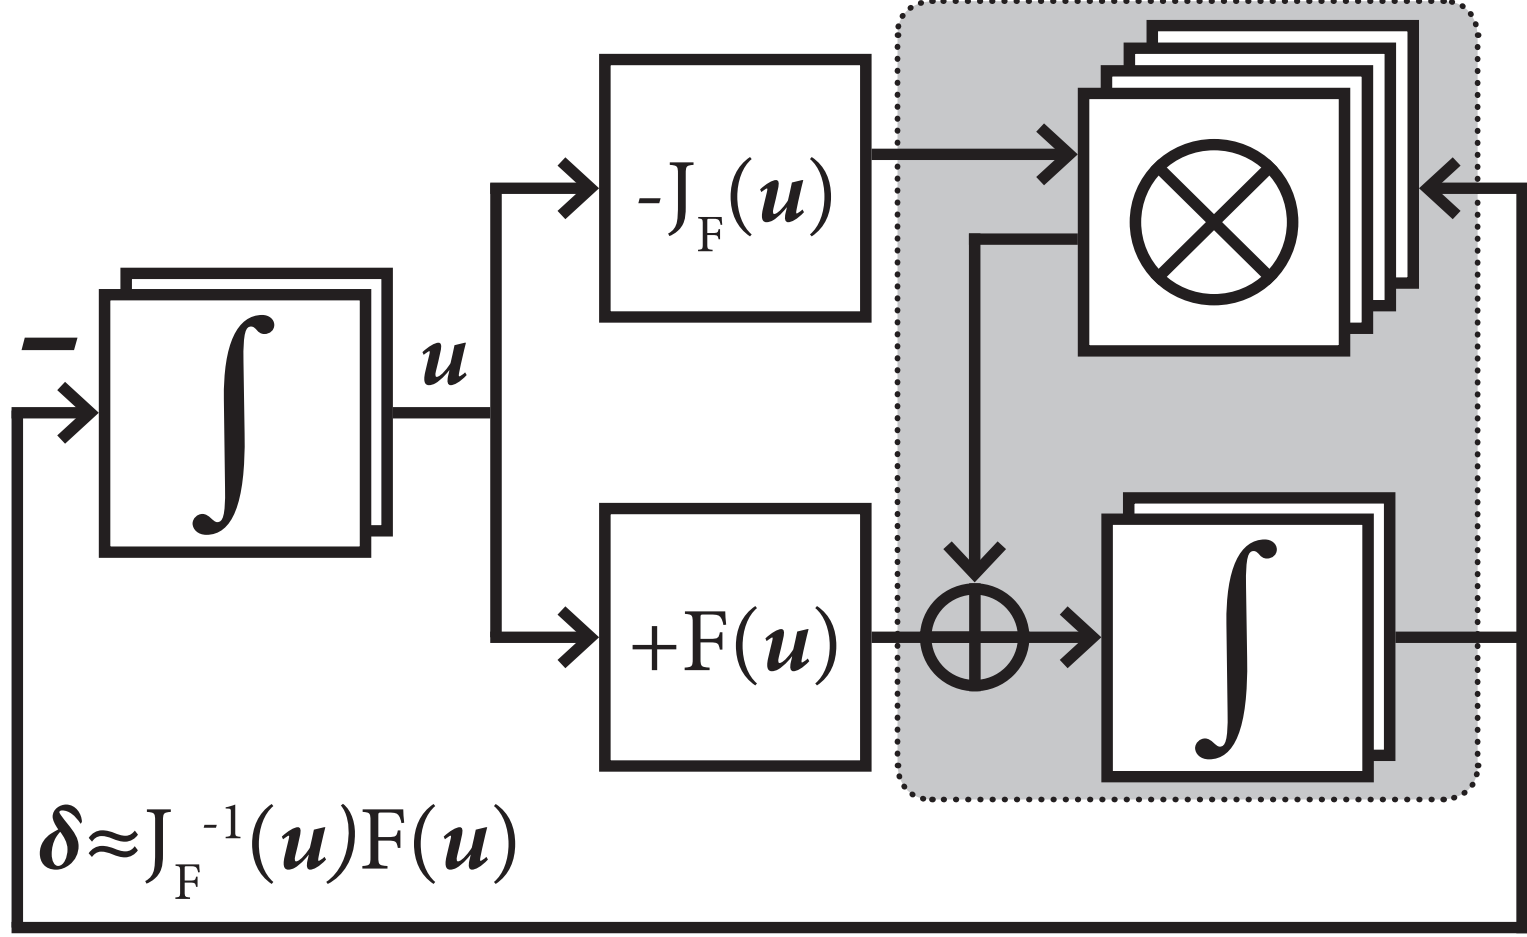 -J_F(u)
−
∫
u
+F(u)
∫
δ≈J_F^-1(u)F(u)